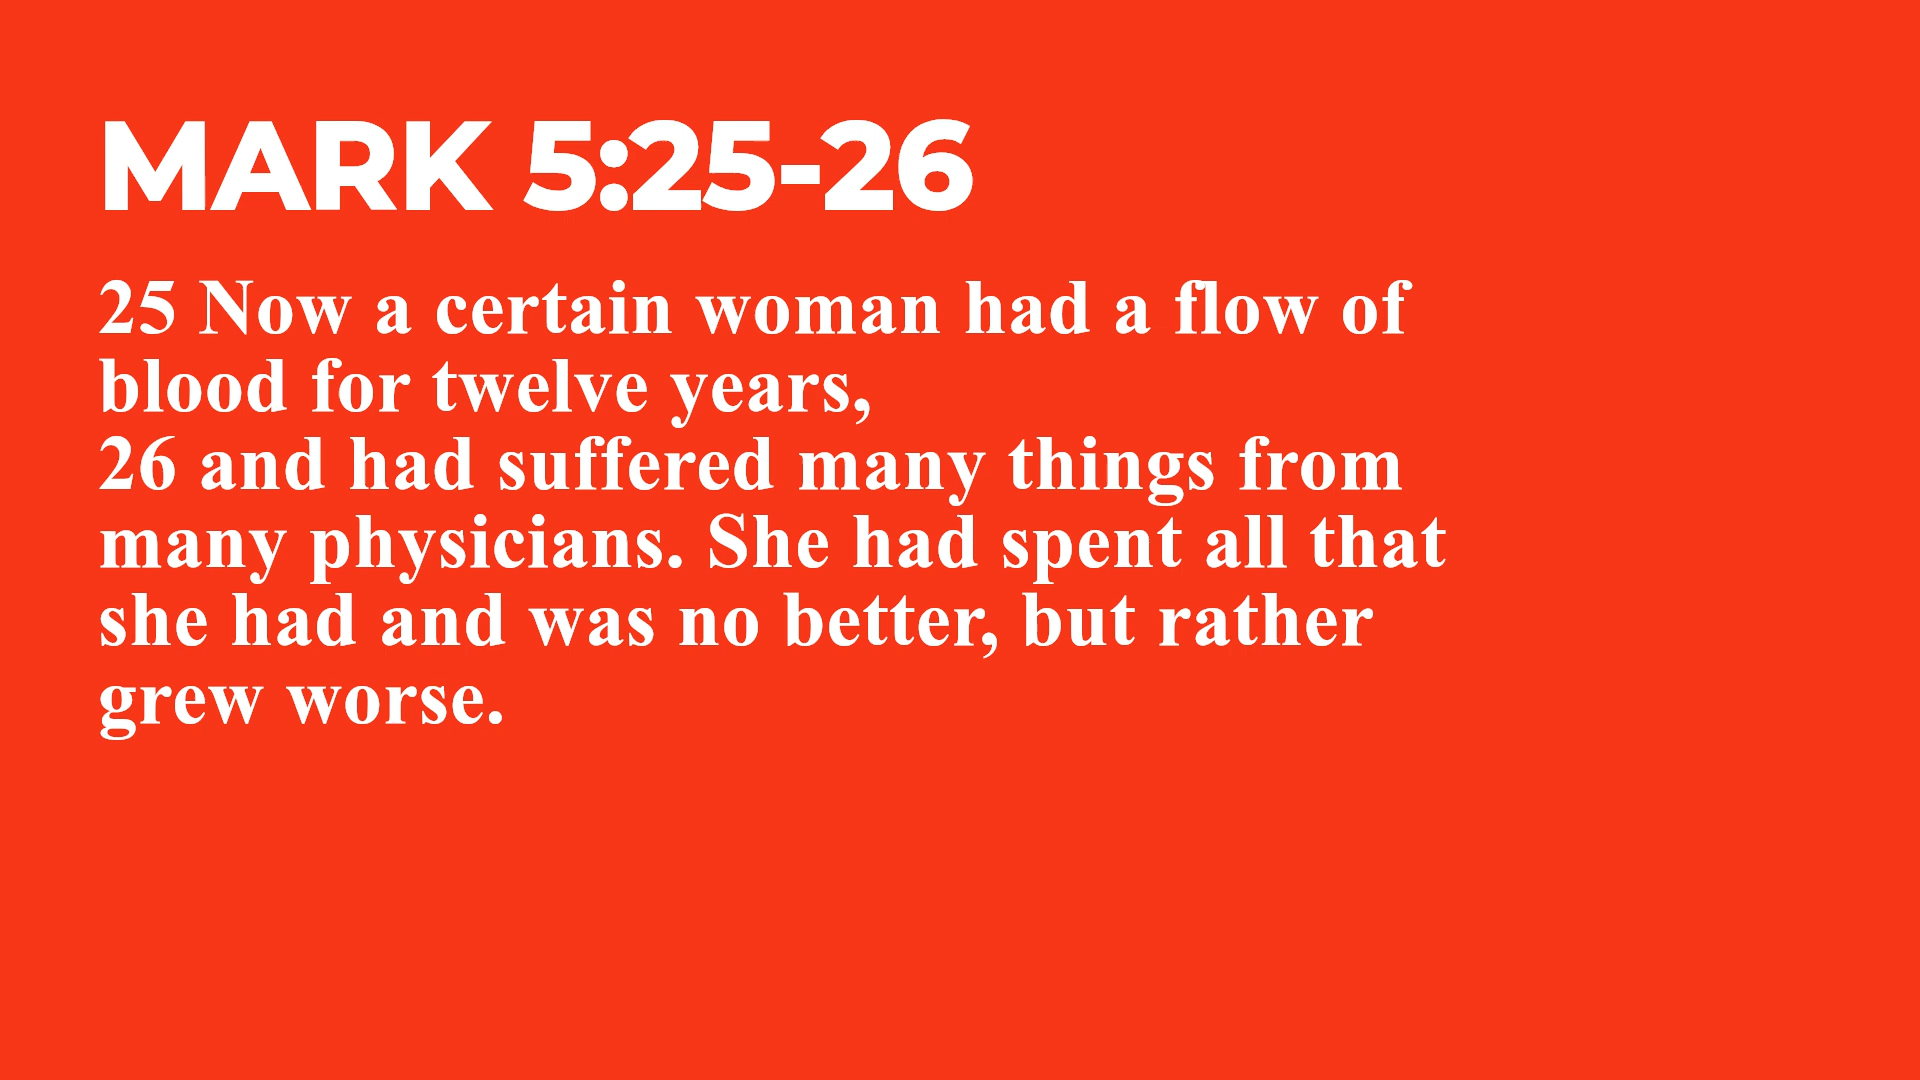 MARK 5:25-26
25 Now a certain woman had a flow of
blood for twelve years,
26 and had suffered many things from
many physicians. She had spent all that
she had and was no better, but rather
grew worse.